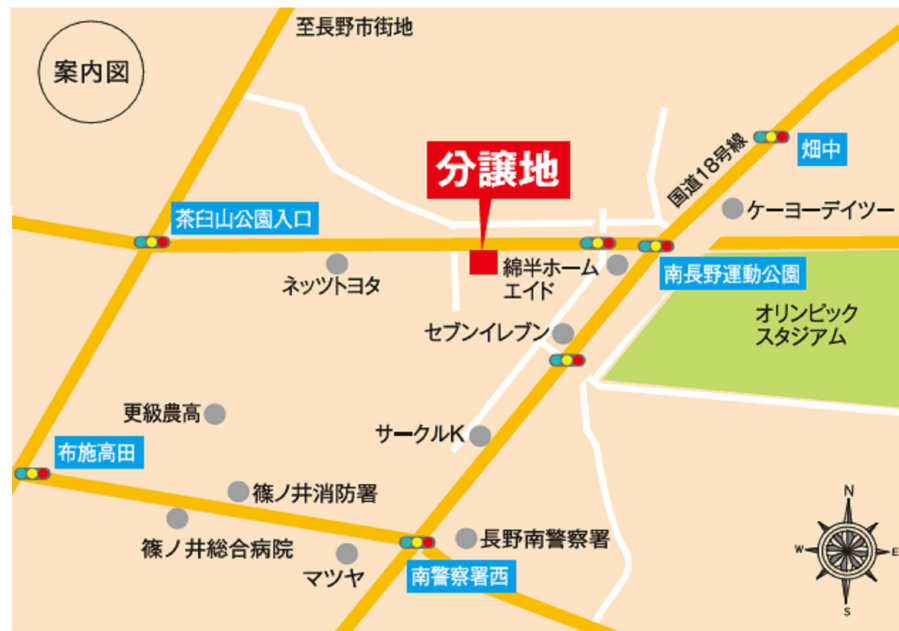 至長野市街地
案内図
畑中
国道18号線
分譲地
ケーヨーデイツー
茶臼山公園入口
ネッツトヨタ
綿半ホーム
エイド
南長野運動公園
オリンピック
スタジアム
セブンイレブン
更級農高
サークルK
布施高田
篠ノ井消防署
篠ノ井総合病院
長野南警察署
マツヤ
南警察署西
N
W
E
S